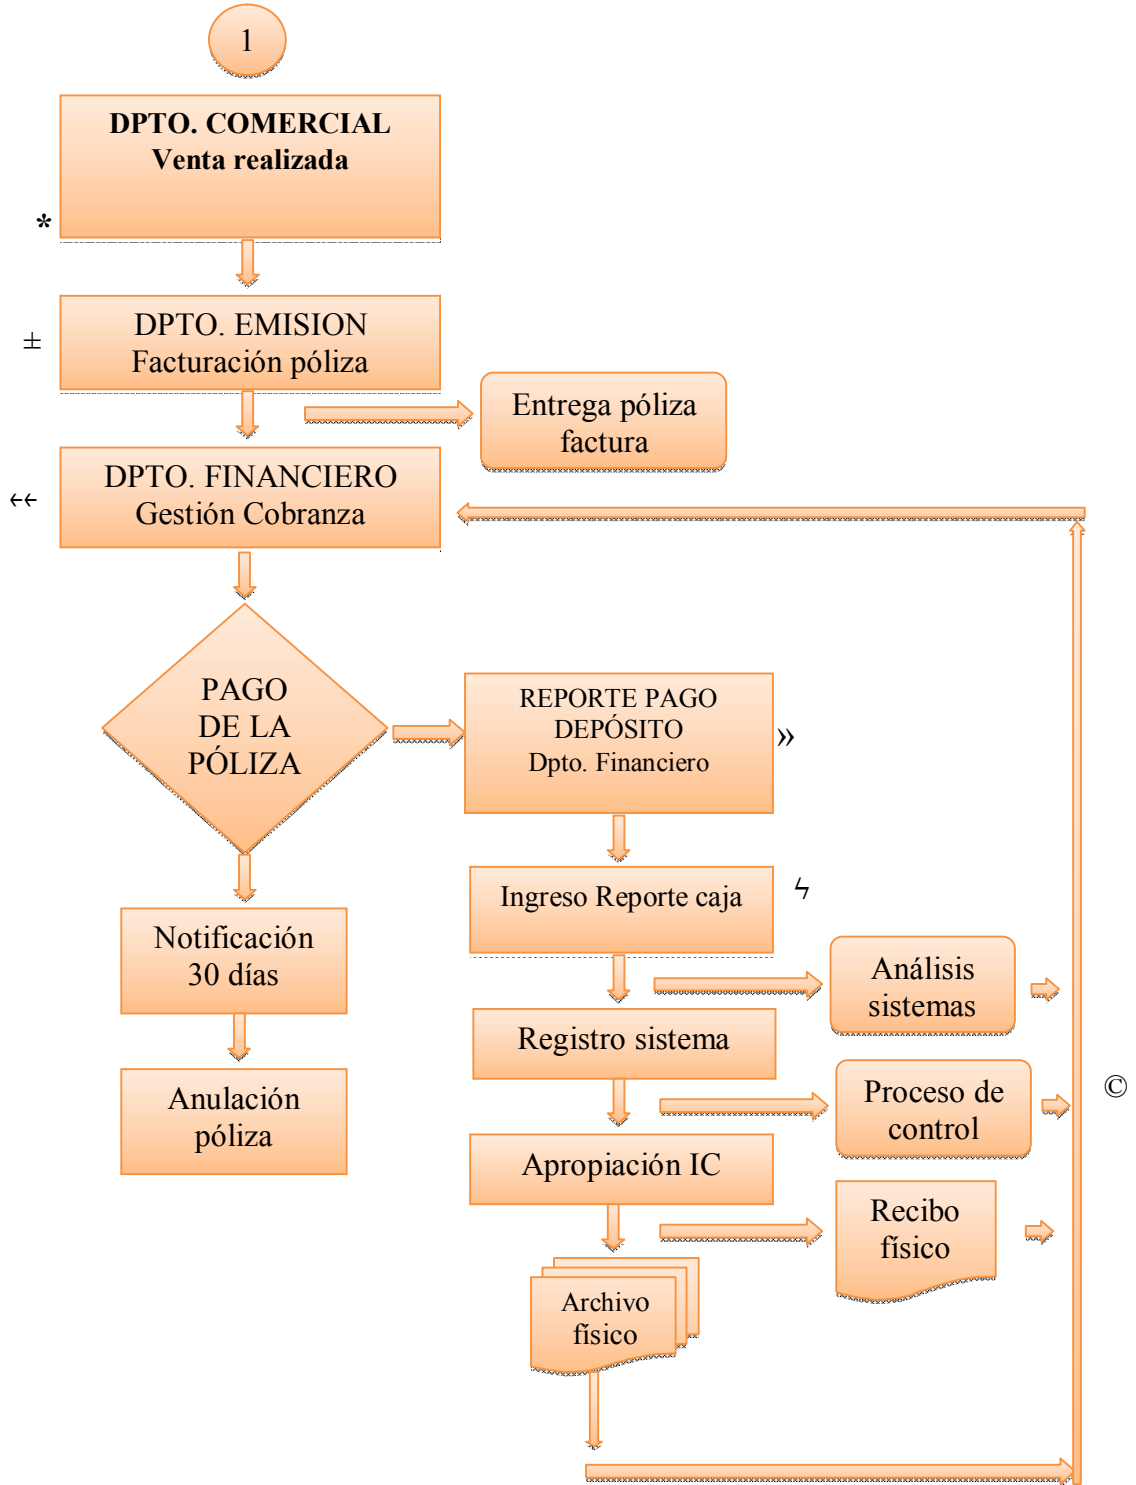 1
DPTO. COMERCIAL
Venta realizada
*
±
DPTO. EMISION
Facturación póliza
Entrega póliza
factura
DPTO. FINANCIERO
Gestión Cobranza
←←
PAGO
DE LA
PÓLIZA
REPORTE PAGO
DEPÓSITO
Dpto. Financiero
»
Ingreso Reporte caja
ϟ
Notificación
30 días
Análisis
sistemas
Registro sistema
Anulación
póliza
Proceso de
control
©
Apropiación IC
Recibo
físico
Archivo
físico